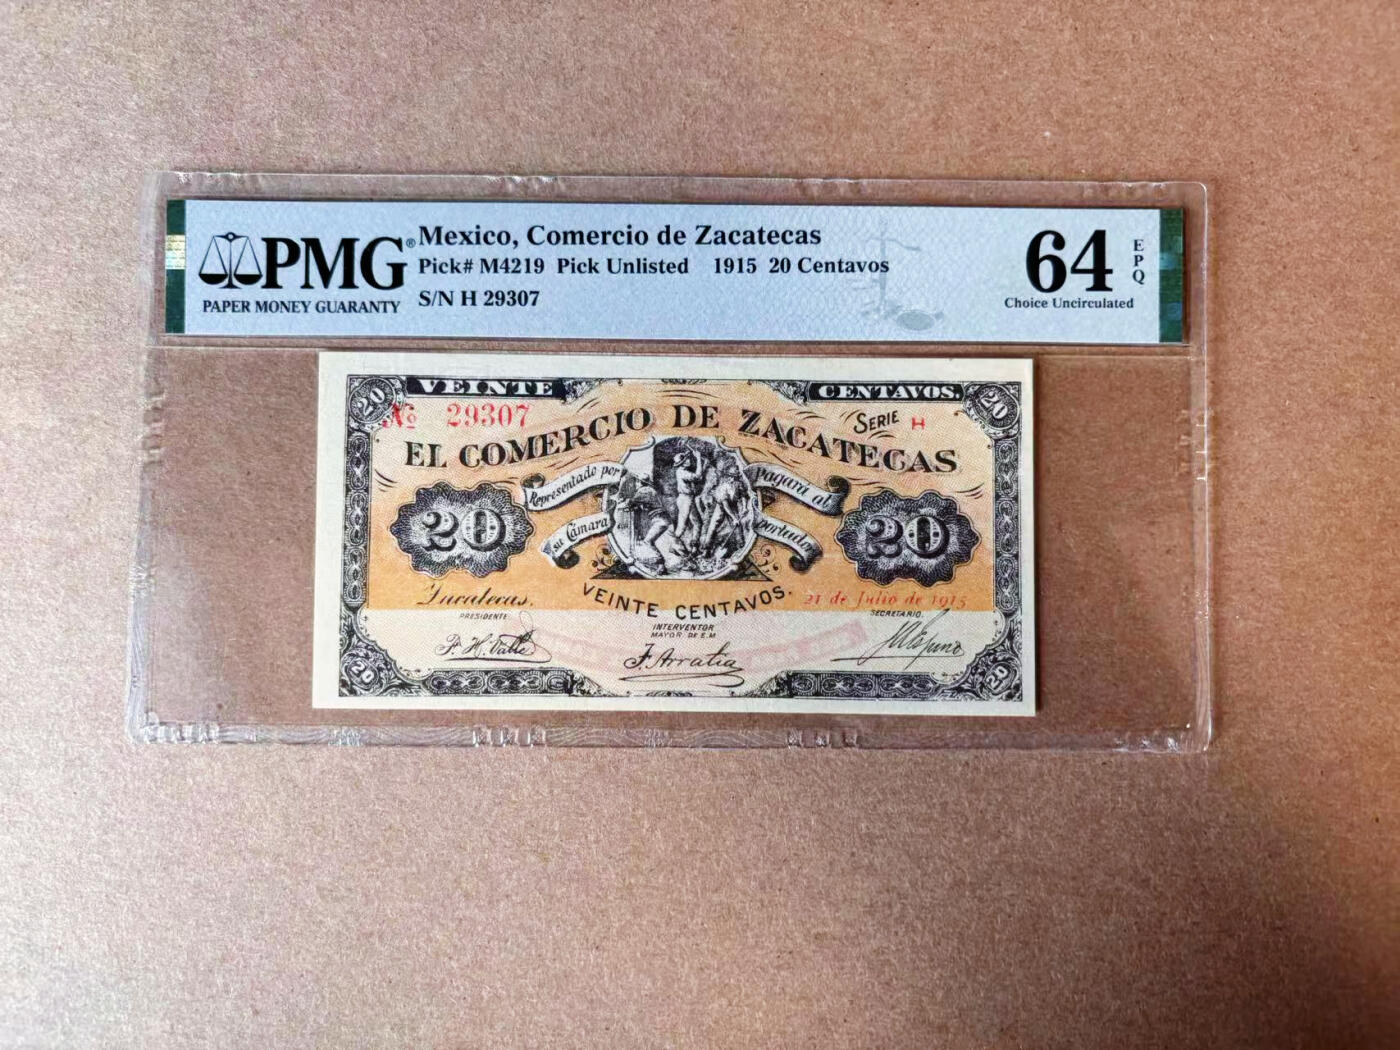 PMG®
PAPER MONEY GUARANTY
Mexico, Comercio de Zacatecas
Pick# M4219 Pick Unlisted 1915 20 Centavos
S/N H 29307
64
EPQ
Choice Uncirculated
20 VEINTE CENTAVOS. 20
No 29307
SERIE H
EL COMERCIO DE ZACATECAS
Representado por pagará al
su Cámara portador
20 20
VEINTE CENTAVOS.
Zacatecas. 21 de Julio de 1915
PRESIDENTE
INTERVENTOR
MAYOR DE E.M
SECRETARIO.
P. H. Valle
F. Arratia
20 20